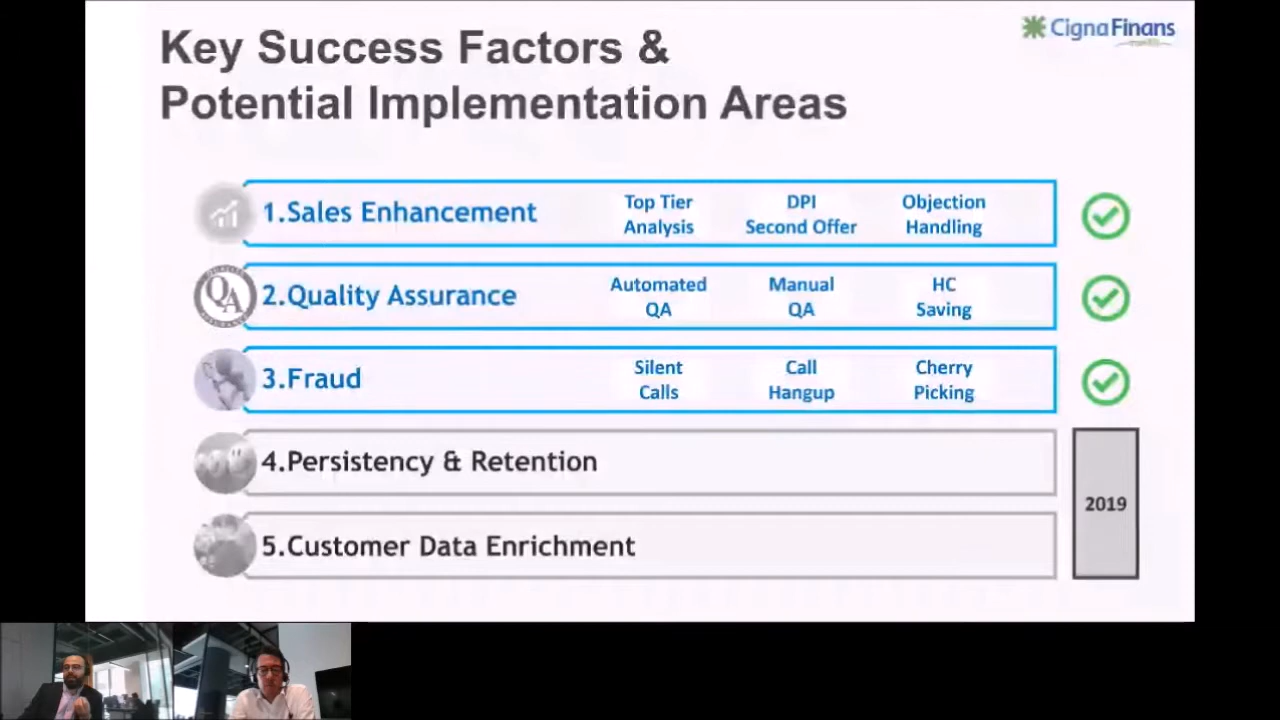 Key Success Factors &
Potential Implementation Areas
CignaFinans
1.Sales Enhancement
Top Tier
Analysis
DPI
Second Offer
Objection
Handling
QA
2.Quality Assurance
Automated
QA
Manual
QA
HC
Saving
3.Fraud
Silent
Calls
Call
Hangup
Cherry
Picking
4.Persistency & Retention
5.Customer Data Enrichment
2019